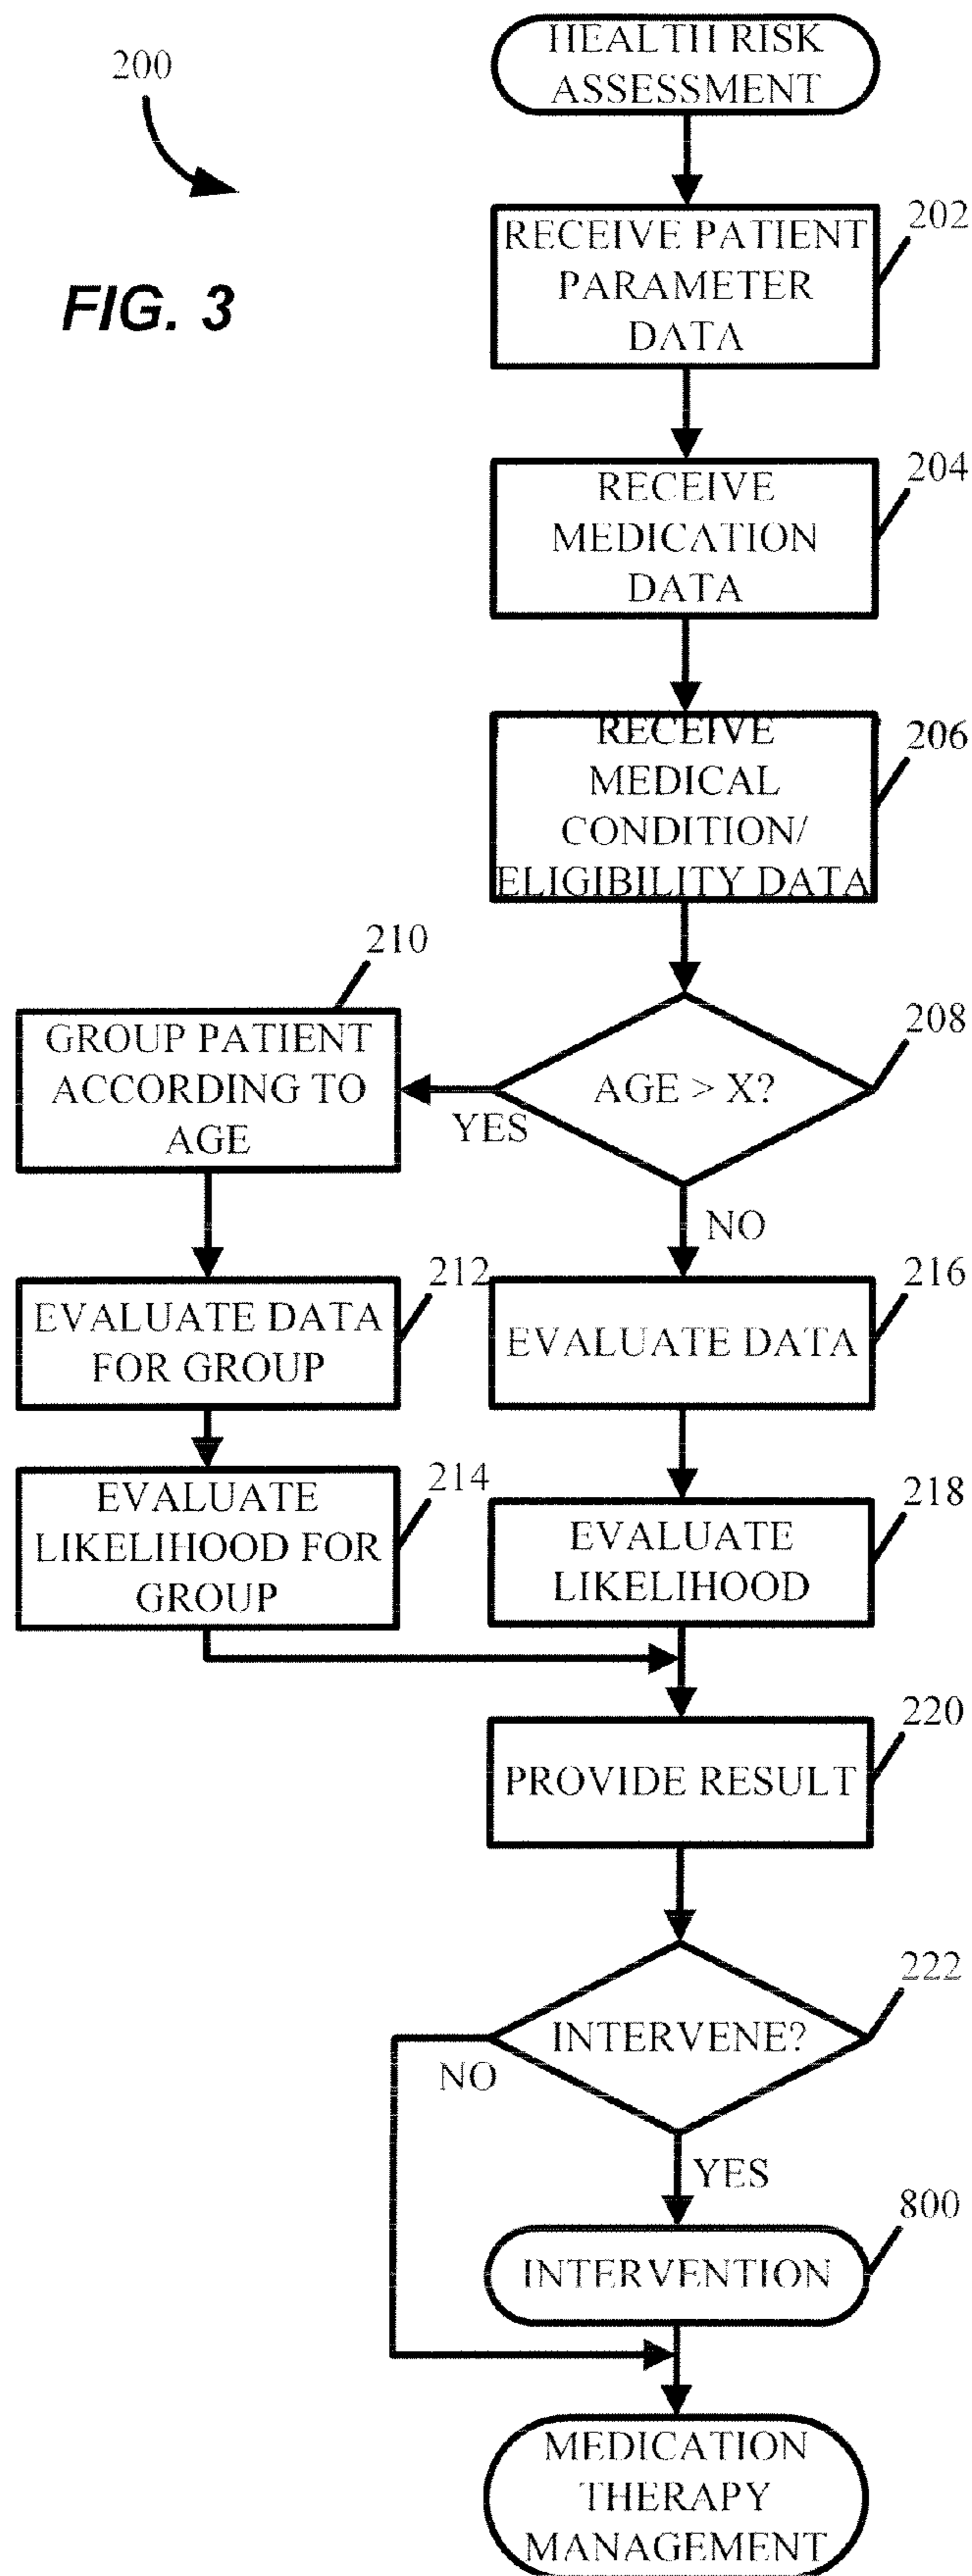 200
HEALTH RISK
ASSESSMENT
FIG. 3
202
RECEIVE PATIENT
PARAMETER
DATA
204
RECEIVE
MEDICATION
DATA
206
RECEIVE
MEDICAL
CONDITION/
ELIGIBILITY DATA
208
AGE > X?
YES
NO
210
GROUP PATIENT
ACCORDING TO
AGE
212
EVALUATE DATA
FOR GROUP
214
EVALUATE
LIKELIHOOD FOR
GROUP
216
EVALUATE DATA
218
EVALUATE
LIKELIHOOD
220
PROVIDE RESULT
222
INTERVENE?
NO
YES
800
INTERVENTION
MEDICATION
THERAPY
MANAGEMENT